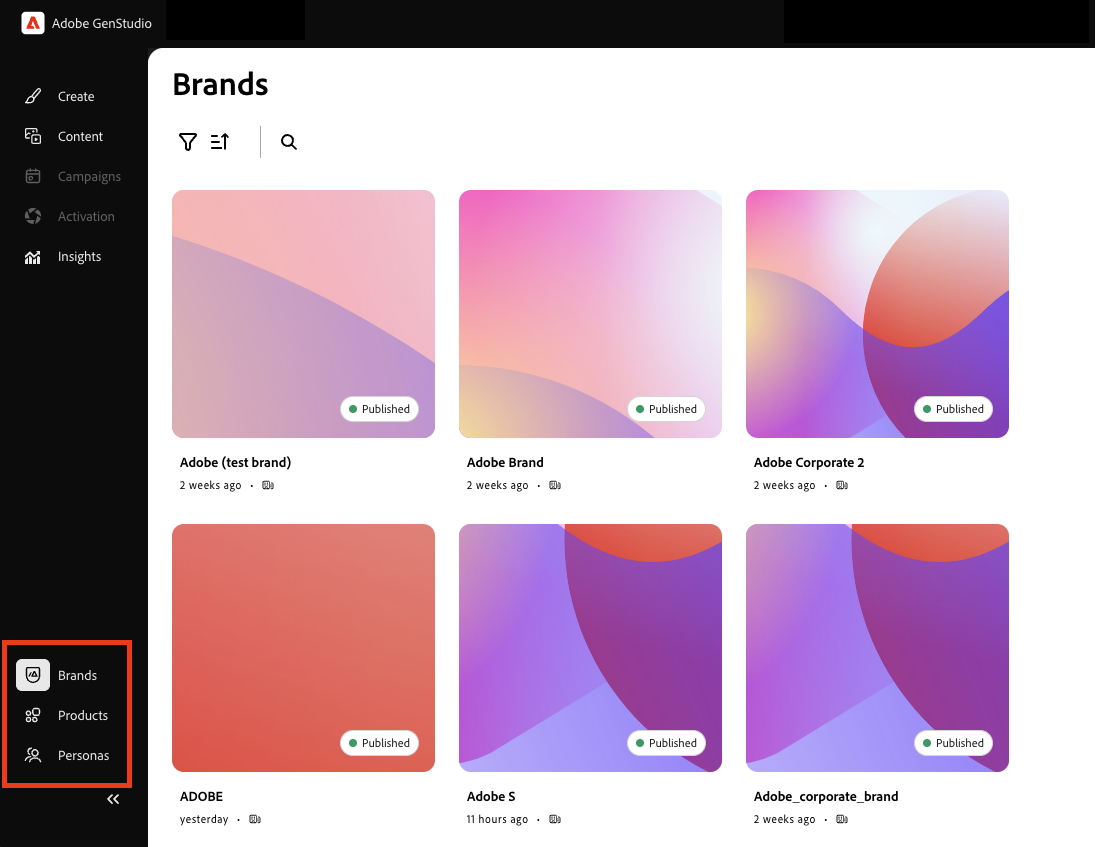 Adobe GenStudio
Create
Content
Campaigns
Activation
Insights
Brands
Products
Personas
Brands
Published
Published
Published
Adobe (test brand)
Adobe Brand
Adobe Corporate 2
2 weeks ago •
2 weeks ago •
2 weeks ago •
Published
Published
Published
ADOBE
Adobe S
Adobe_corporate_brand
yesterday •
11 hours ago •
2 weeks ago •